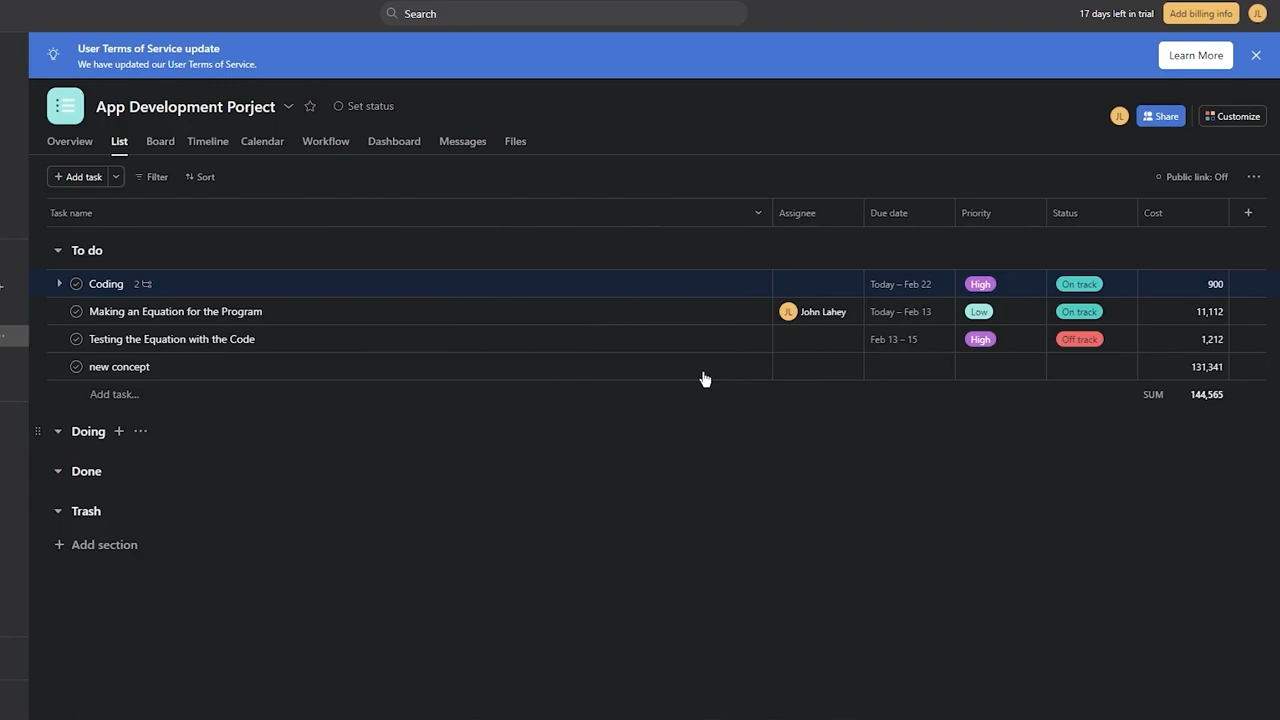 Search
17 days left in trial
Add billing info
JL
User Terms of Service update
We have updated our User Terms of Service.
Learn More
App Development Porject
Set status
JL
Share
Customize
Overview
List
Board
Timeline
Calendar
Workflow
Dashboard
Messages
Files
+ Add task
Filter
Sort
Public link: Off
Task name
Assignee
Due date
Priority
Status
Cost
To do
Coding 2
Today – Feb 22
High
On track
900
Making an Equation for the Program
JL John Lahey
Today – Feb 13
Low
On track
11,112
Testing the Equation with the Code
Feb 13 – 15
High
Off track
1,212
new concept
131,341
Add task...
SUM 144,565
Doing
Done
Trash
+ Add section